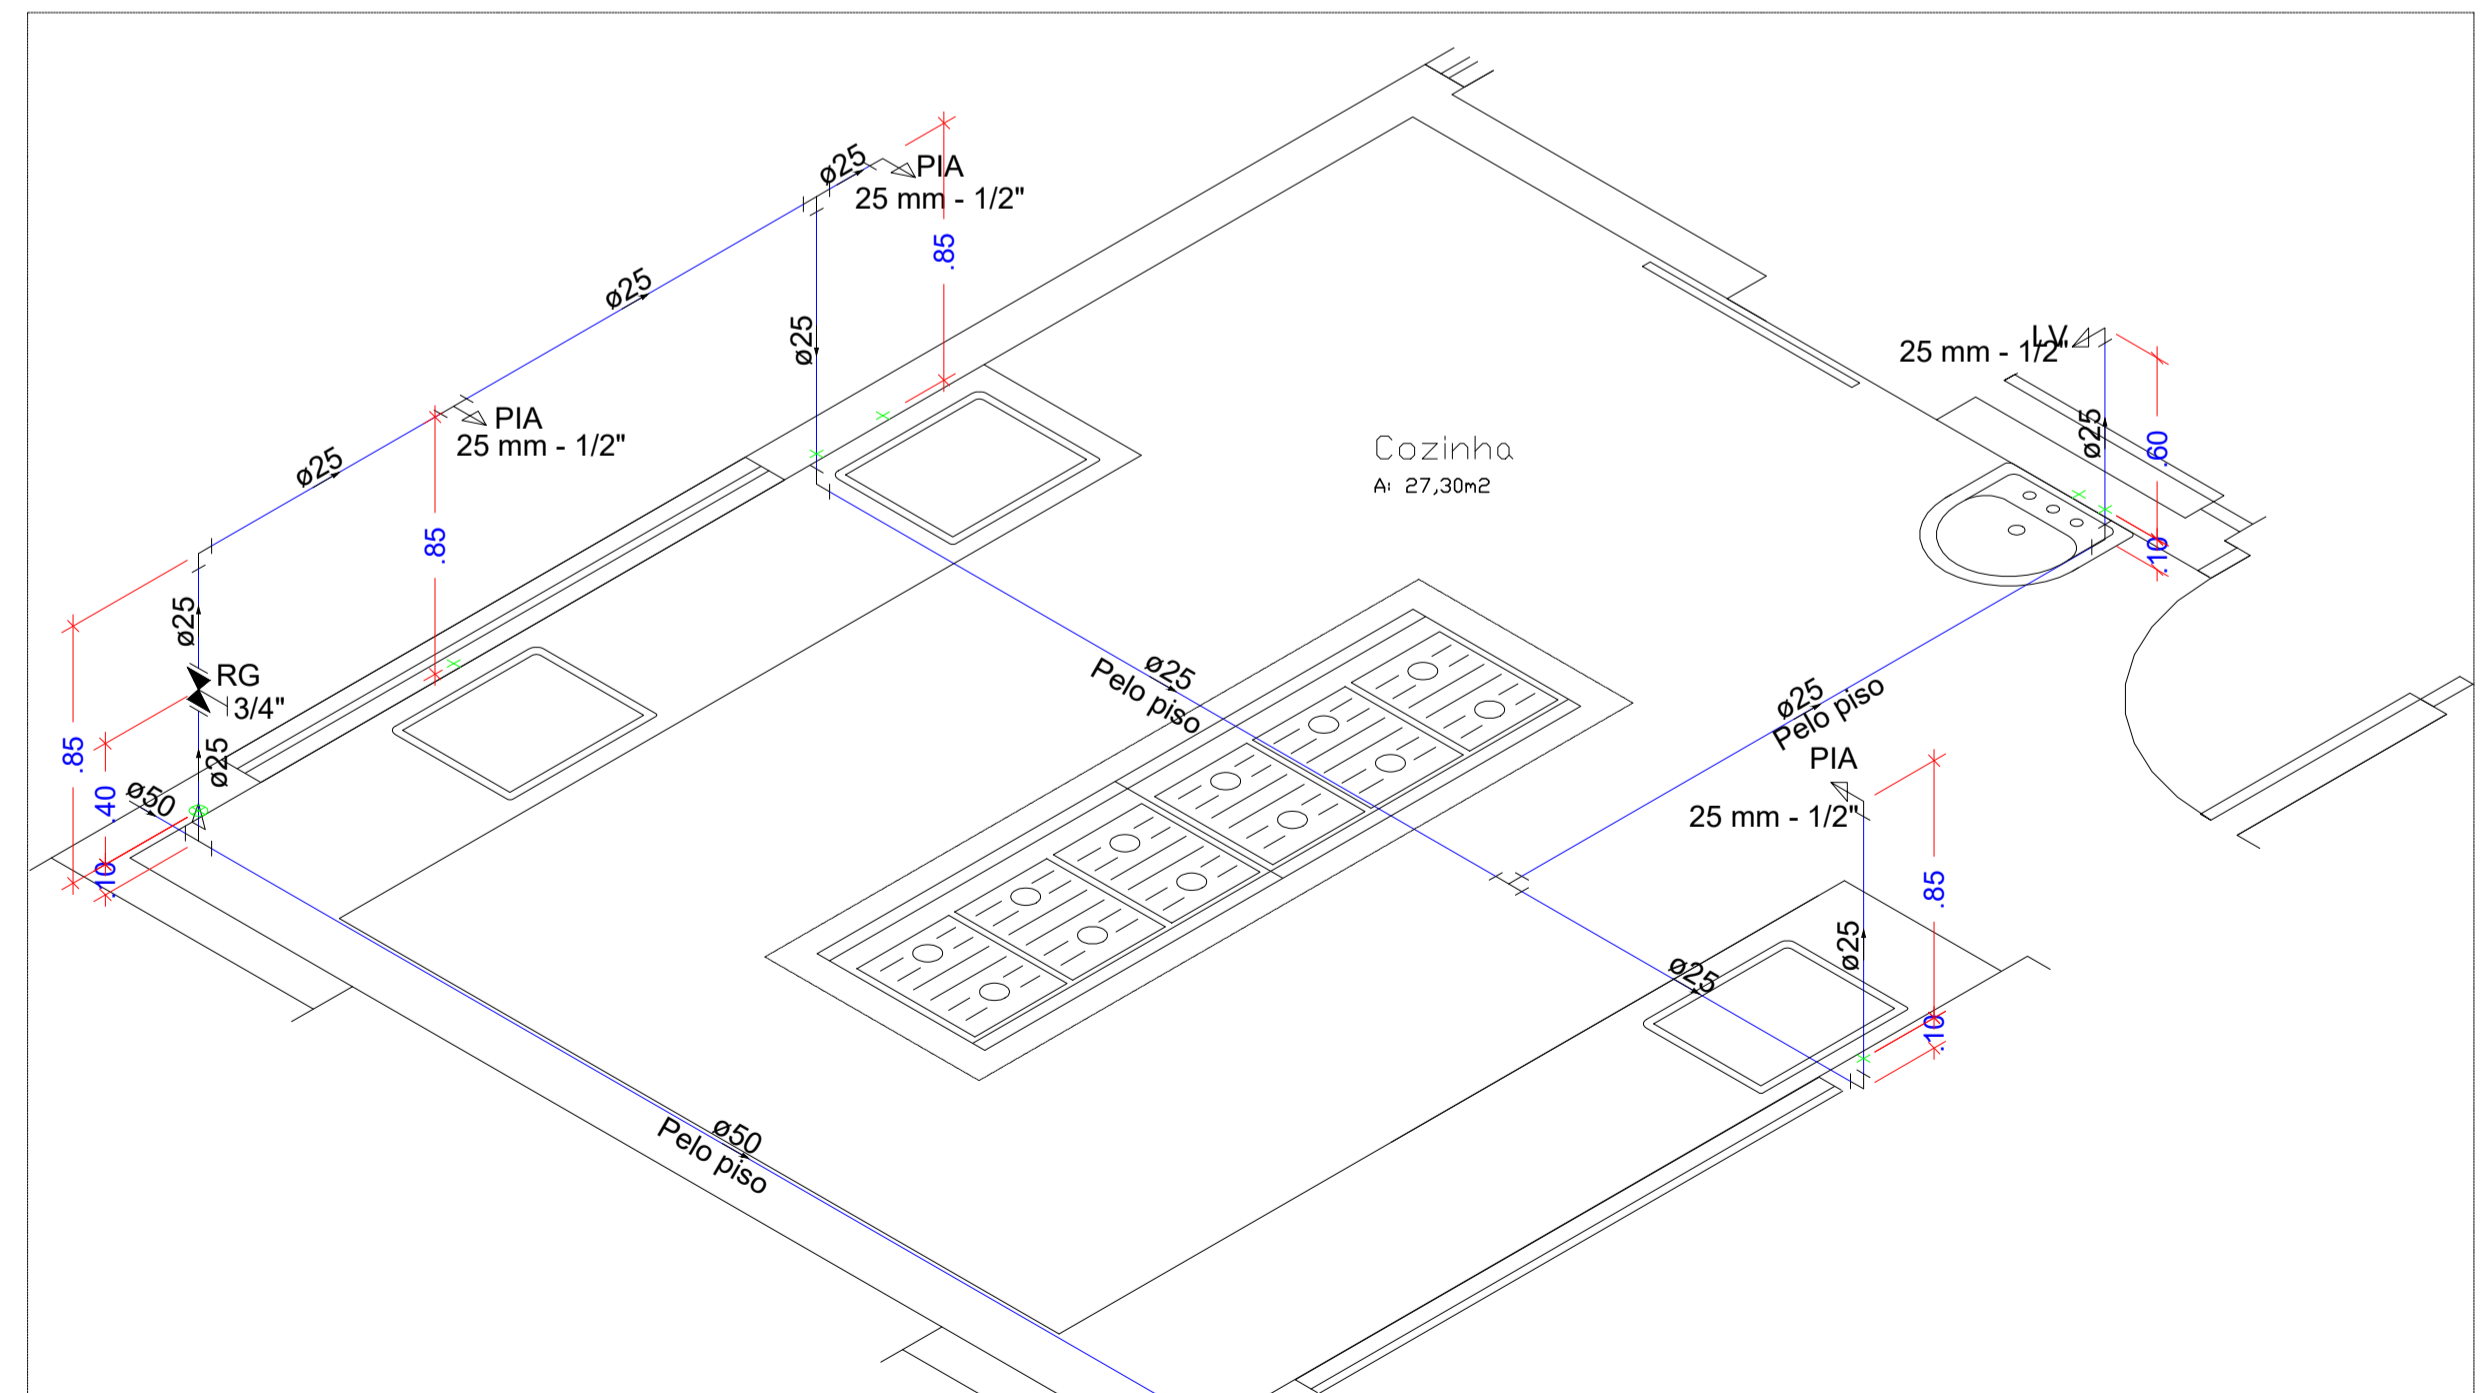 ø25
PIA
25 mm - 1/2"
.85
ø25
ø25
PIA
25 mm - 1/2"
ø25
.85
ø25
RG
3/4"
ø25
.85
.40
.10
ø50
Cozinha
A: 27,30m2
LV
25 mm - 1/2"
ø25
.60
.10
ø25
Pelo piso
ø25
Pelo piso
PIA
25 mm - 1/2"
.85
ø25
ø25
.10
ø50
Pelo piso